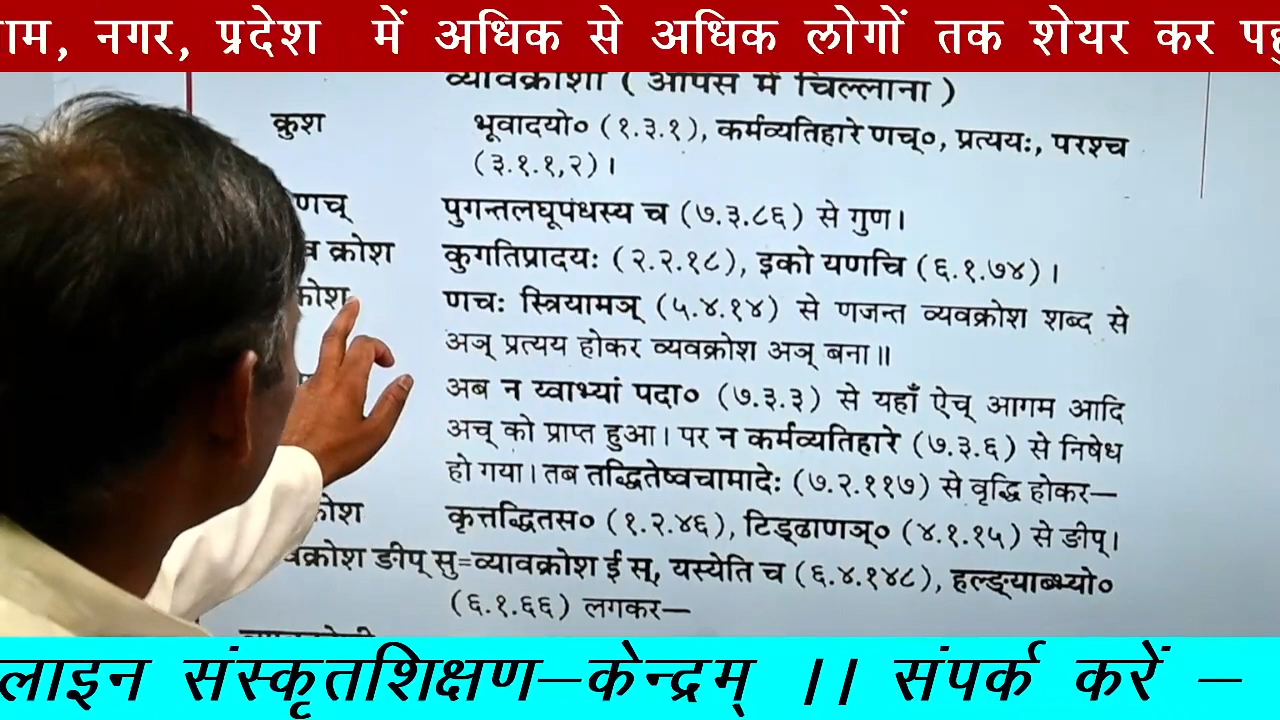 नगर, प्रदेश में अधिक से अधिक लोगों तक शेयर कर
व्यावक्रोशी ( आपस में चिल्लाना )
क्रुश भूवादयो० (१.३.१), कर्मव्यतिहारे णच्०, प्रत्ययः, परश्च
(३.१.१,२)।
णच् पुगन्तलघूपधस्य च (७.३.८६) से गुण।
क्रोश कुगतिप्रादयः (२.२.१८), इको यणचि (६.१.७४)।
क्रोश णचः स्त्रियामञ् (५.४.१४) से णजन्त व्यवक्रोश शब्द से
अञ् प्रत्यय होकर व्यवक्रोश अञ् बना॥
अब न य्वाभ्यां पदा० (७.३.३) से यहाँ ऐच् आगम आदि
अच् को प्राप्त हुआ। पर न कर्मव्यतिहारे (७.३.६) से निषेध
हो गया। तब तद्धितेष्वचामादेः (७.२.११७) से वृद्धि होकर—
क्रोश कृत्तद्धितस० (१.२.४६), टिड्ढाणञ्० (४.१.१५) से ङीप्।
वक्रोश ङीप् सु=व्यावक्रोश ई स्, यस्येति च (६.४.१४८), हल्ङ्याब्भ्यो०
(६.१.६६) लगकर—
लाइन संस्कृतशिक्षण–केन्द्रम् ।। संपर्क करें –